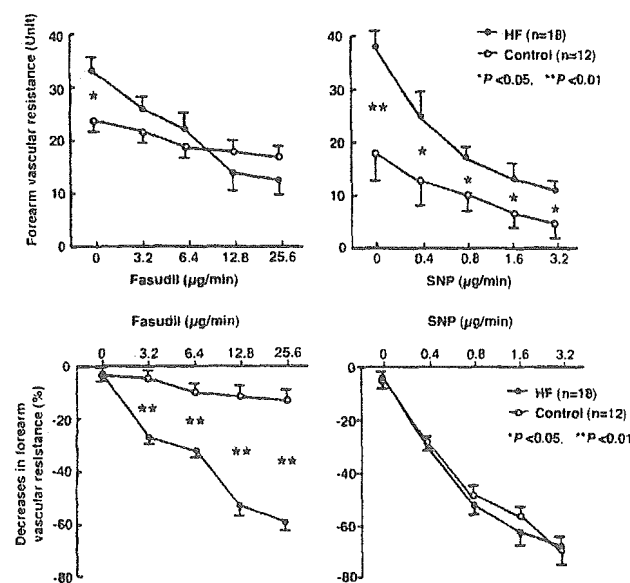 Forearm vascular resistance (Unit)
40
30
20
10
0
*
0 3.2 6.4 12.8 25.6
Fasudil (μg/min)
40
30
20
10
0
HF (n=18)
Control (n=12)
*P<0.05, **P<0.01
**
*
*
*
*
0 0.4 0.8 1.6 3.2
SNP (μg/min)
Fasudil (μg/min)
0 3.2 6.4 12.8 25.6
Decreases in forearm
vascular resistance (%)
0
-20
-40
-60
-80
**
**
**
**
SNP (μg/min)
0 0.4 0.8 1.6 3.2
0
-20
-40
-60
-80
HF (n=18)
Control (n=12)
*P<0.05, **P<0.01